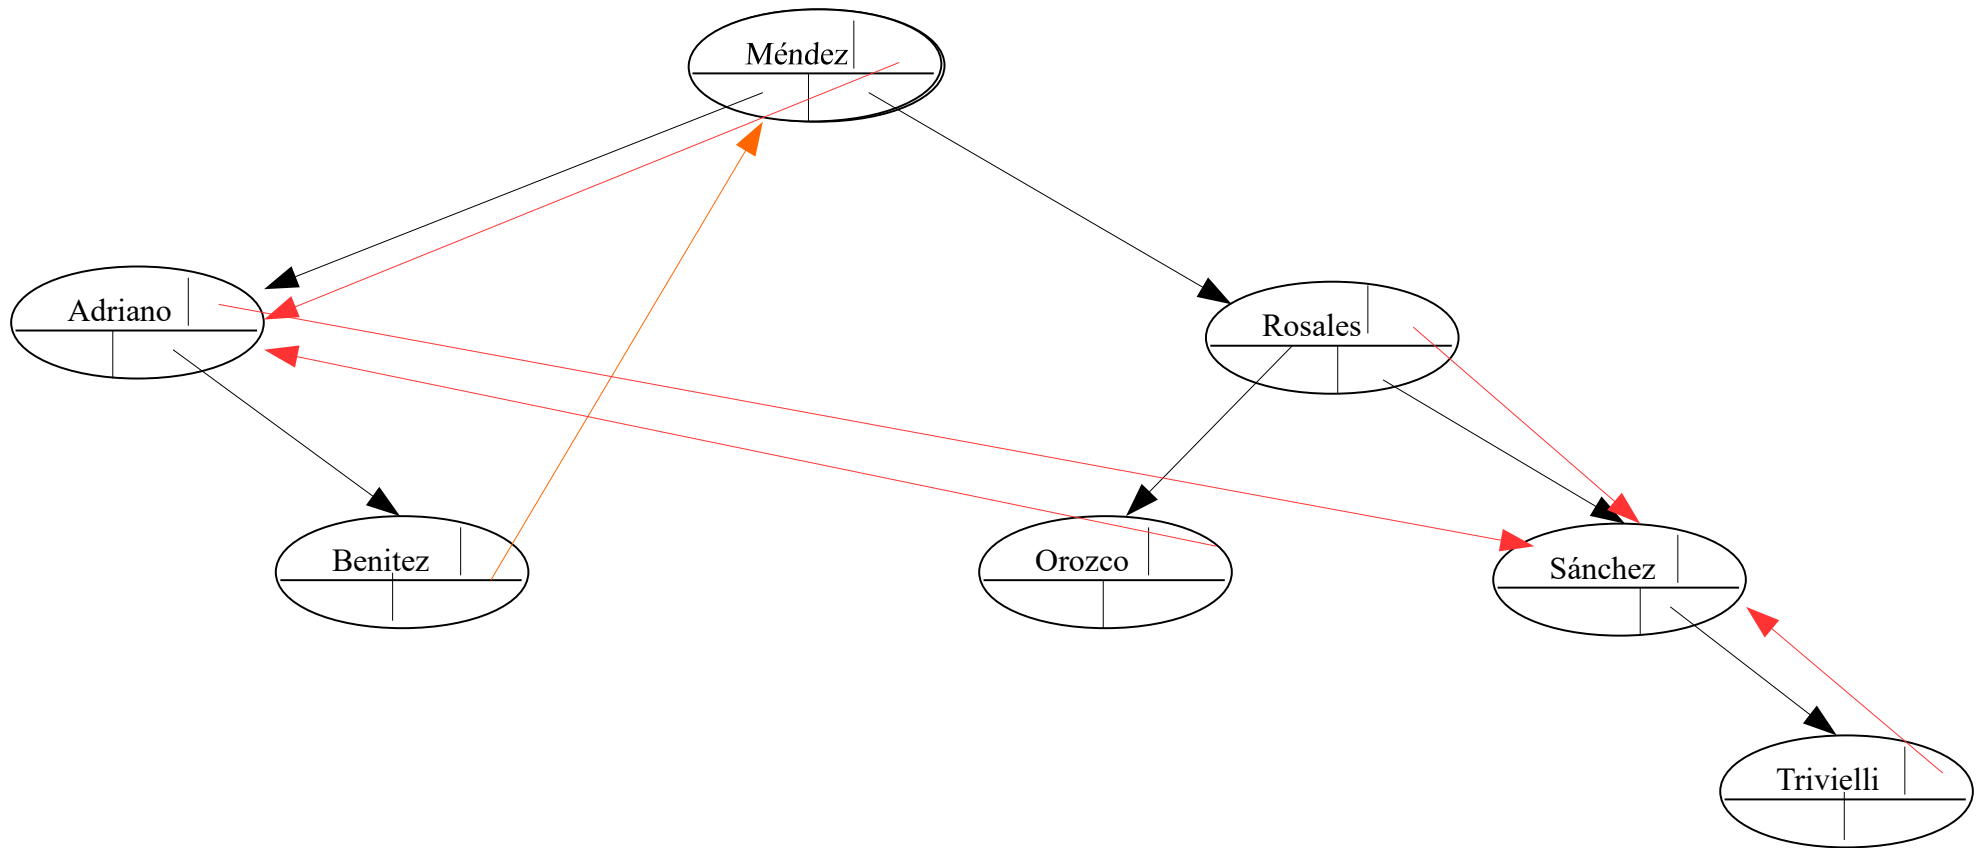 Méndez
Adriano
Rosales
Benitez
Orozco
Sánchez
Trivielli